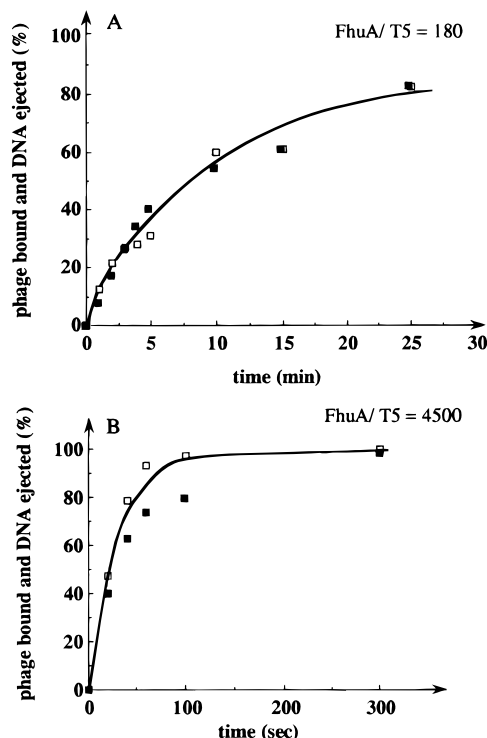 A
FhuA/ T5 = 180
100
80
60
40
20
0
phage bound and DNA ejected (%)
0 5 10 15 20 25 30
time (min)
B
FhuA/ T5 = 4500
100
80
60
40
20
0
phage bound and DNA ejected (%)
0 100 200 300
time (sec)